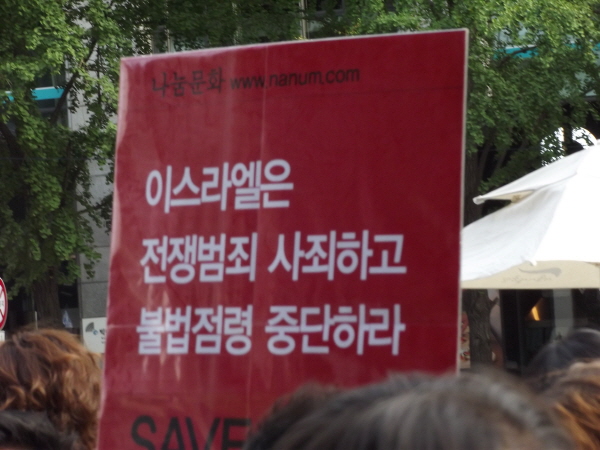 나눔문화 www.nanum.com
이스라엘은
전쟁범죄 사죄하고
불법점령 중단하라
SAVE